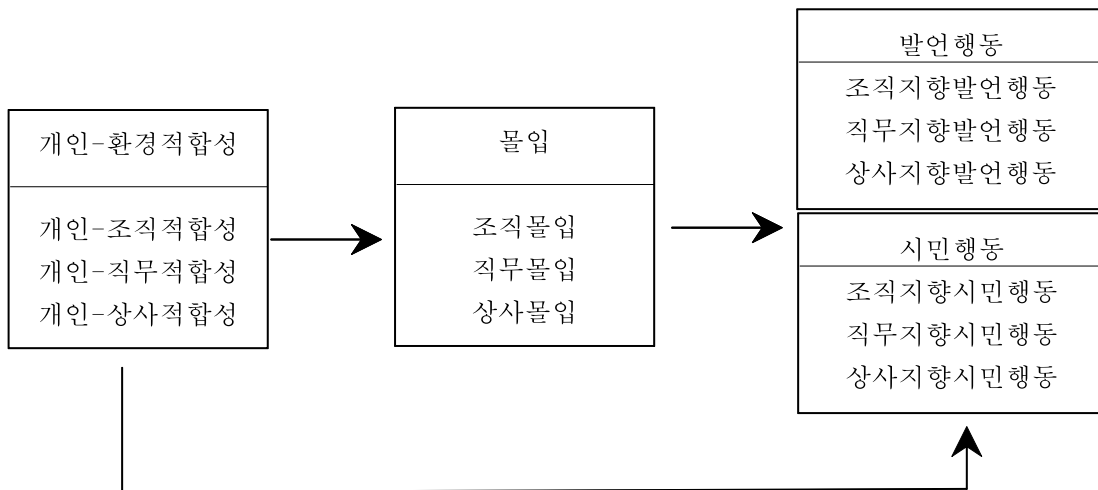 개인-환경적합성
개인-조직적합성
개인-직무적합성
개인-상사적합성
몰입
조직몰입
직무몰입
상사몰입
발언행동
조직지향발언행동
직무지향발언행동
상사지향발언행동
시민행동
조직지향시민행동
직무지향시민행동
상사지향시민행동